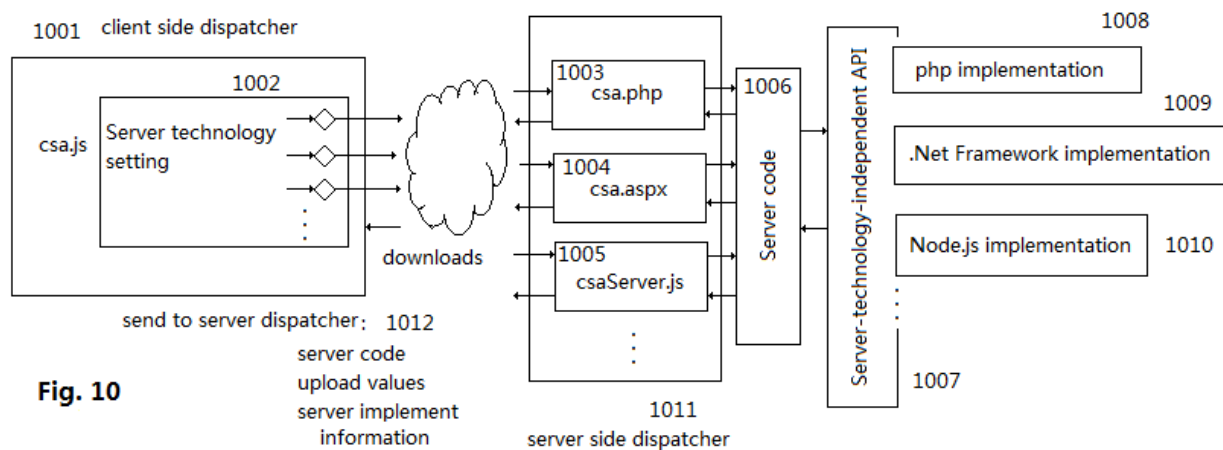 1001
client side dispatcher
1002
csa.js
Server technology
setting
downloads
send to server dispatcher:
1012
server code
upload values
server implement
information
1003
csa.php
1004
csa.aspx
1005
csaServer.js
1011
server side dispatcher
1006
Server code
Server-technology-independent API
1007
1008
php implementation
1009
.Net Framework implementation
Node.js implementation
1010
Fig. 10